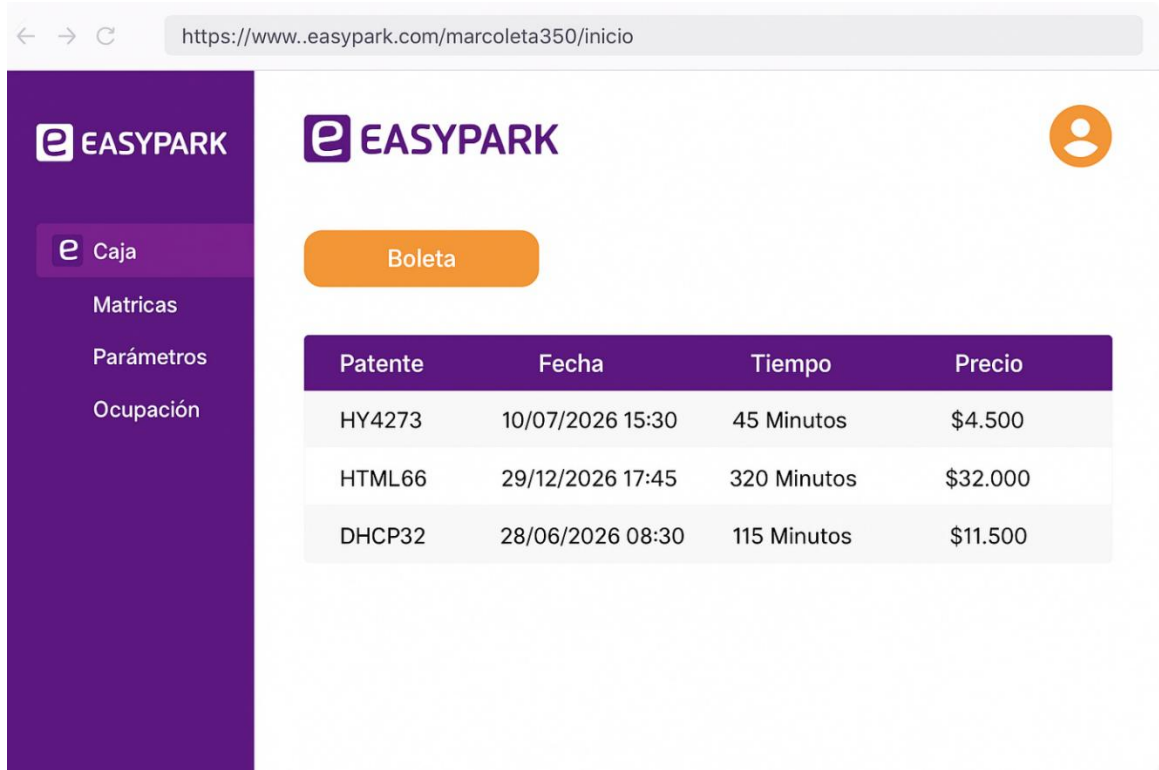 https://www..easypark.com/marcoleta350/inicio
e EASYPARK
Caja
Matricas
Parámetros
Ocupación
e EASYPARK
Boleta
Patente Fecha Tiempo Precio
HY4273 10/07/2026 15:30 45 Minutos $4.500
HTML66 29/12/2026 17:45 320 Minutos $32.000
DHCP32 28/06/2026 08:30 115 Minutos $11.500